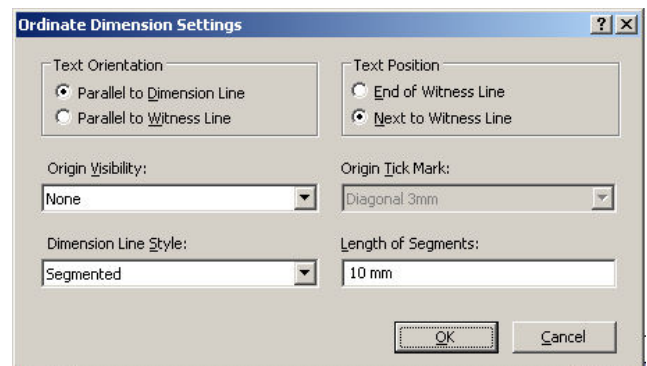 Ordinate Dimension Settings
Text Orientation
Parallel to Dimension Line
Parallel to Witness Line
Text Position
End of Witness Line
Next to Witness Line
Origin Visibility:
None
Origin Tick Mark:
Diagonal 3mm
Dimension Line Style:
Segmented
Length of Segments:
10 mm
OK
Cancel